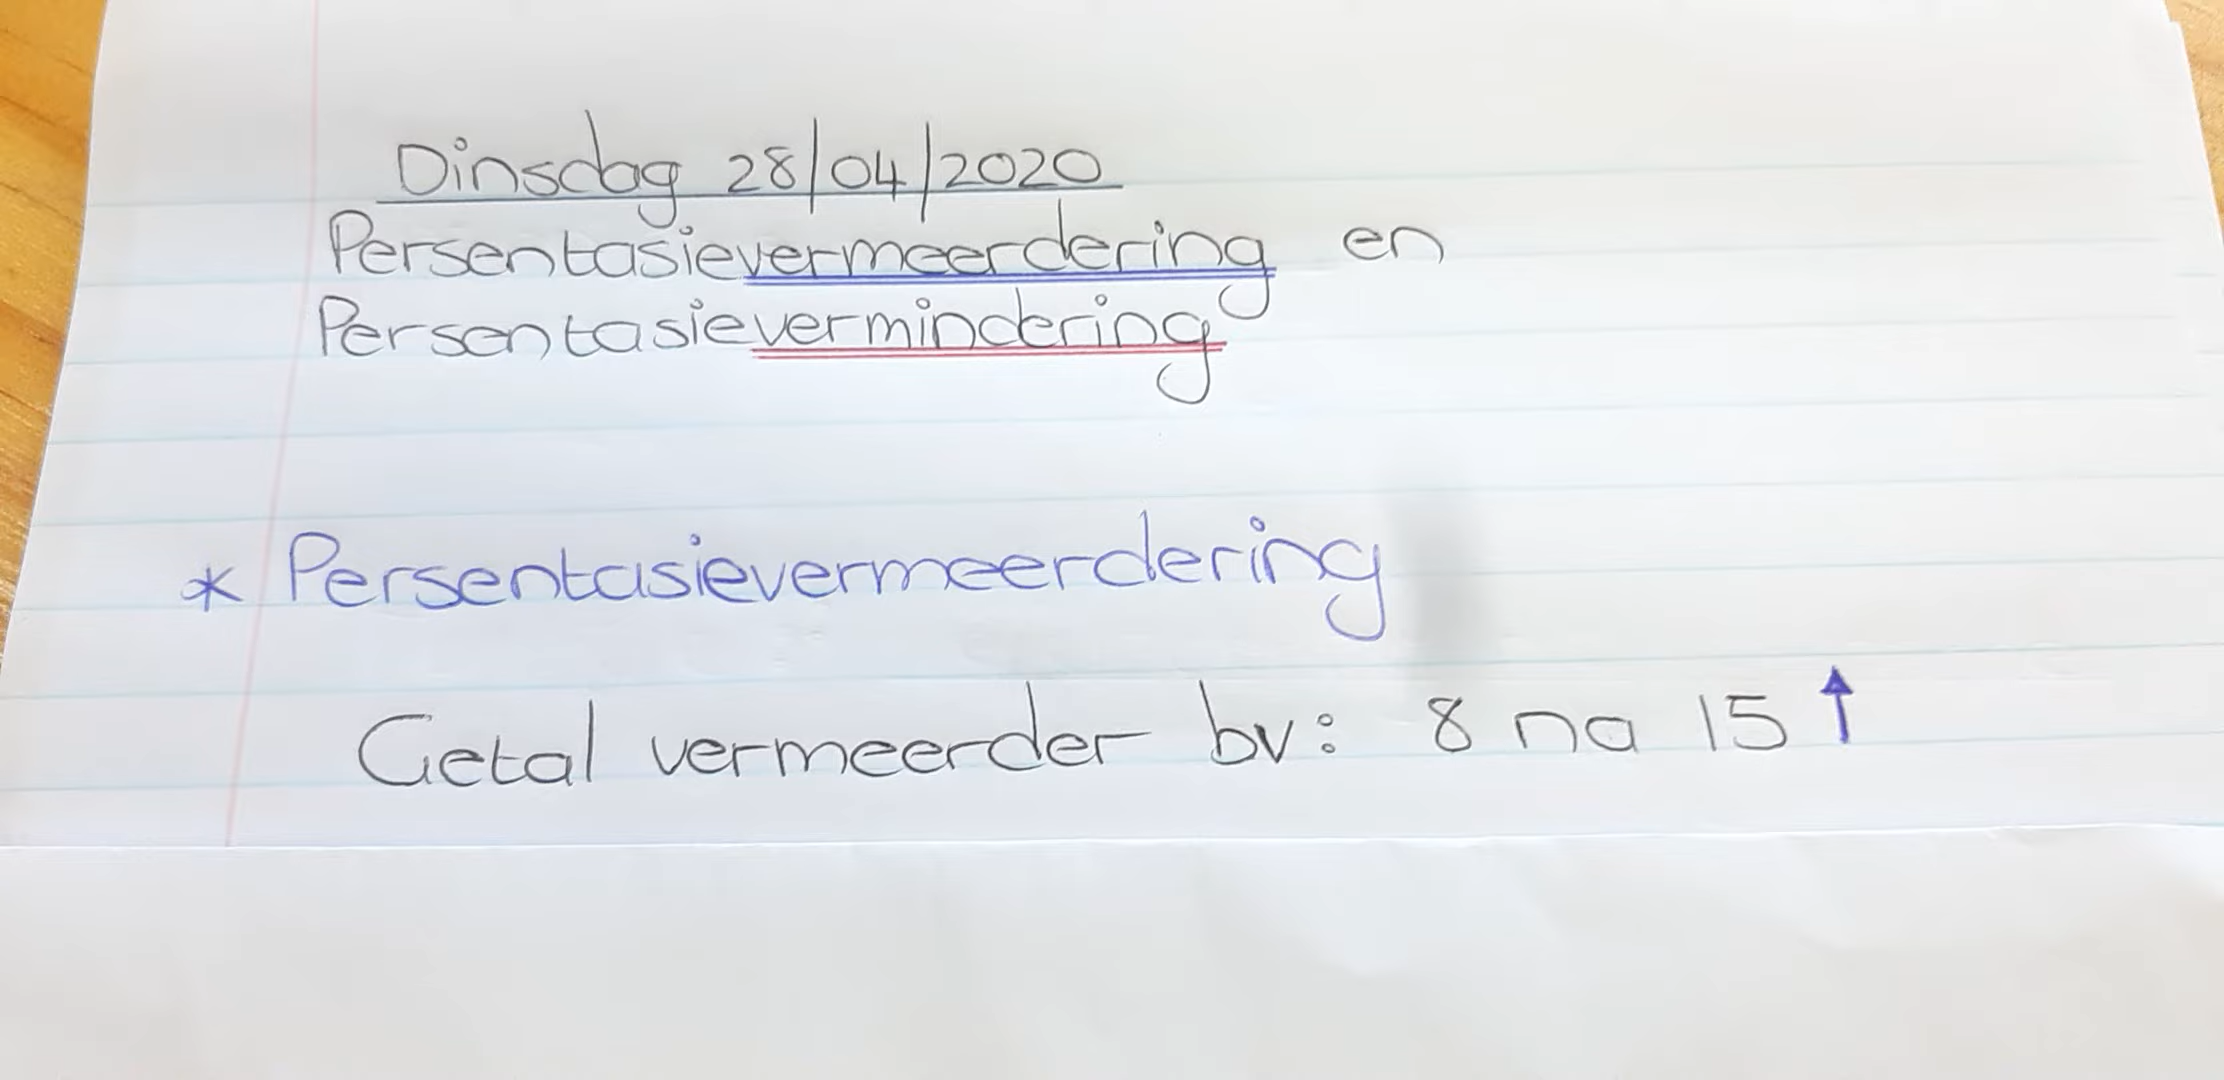 Dinsdag 28/04/2020
Persentasievermeerdering en
Persentasievermindering
* Persentasievermeerdering
Getal vermeerder bv: 8 na 15 ↑